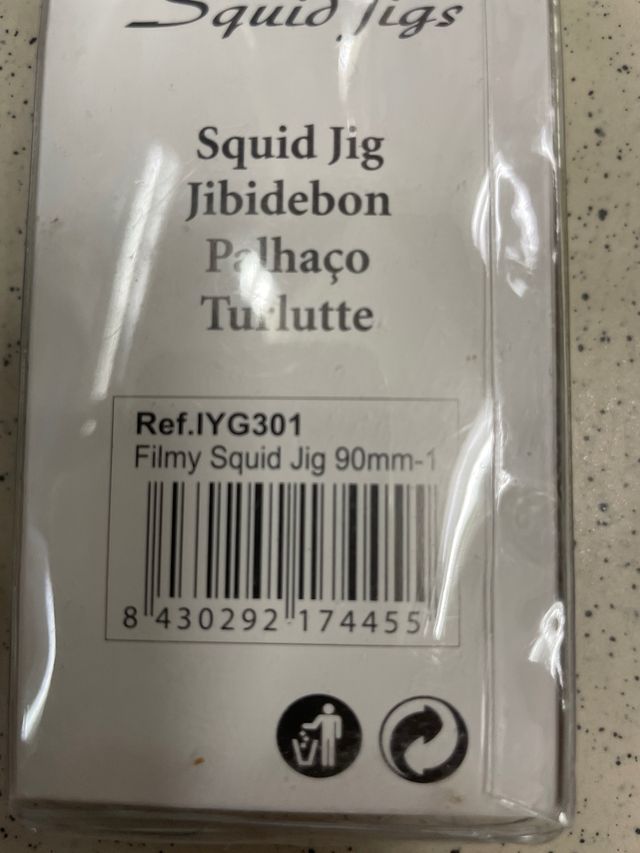 Squid Jigs
Squid Jig
Jibidebon
Palhaço
Turlutte
Ref.IYG301
Filmy Squid Jig 90mm-1
8 430292 174455